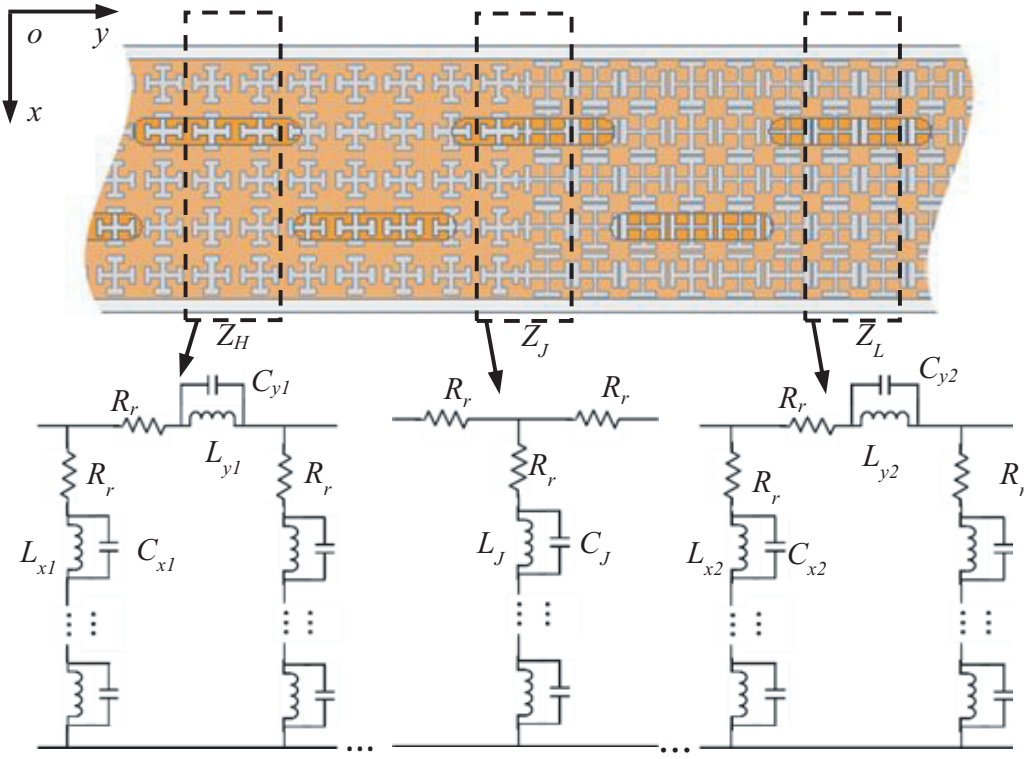 o y
x
Z_H Z_J Z_L
C_y1 C_y2
R_r R_r R_r R_r
L_y1 L_y2
R_r R_r R_r R_r R_r
L_x1 C_x1 L_J C_J L_x2 C_x2